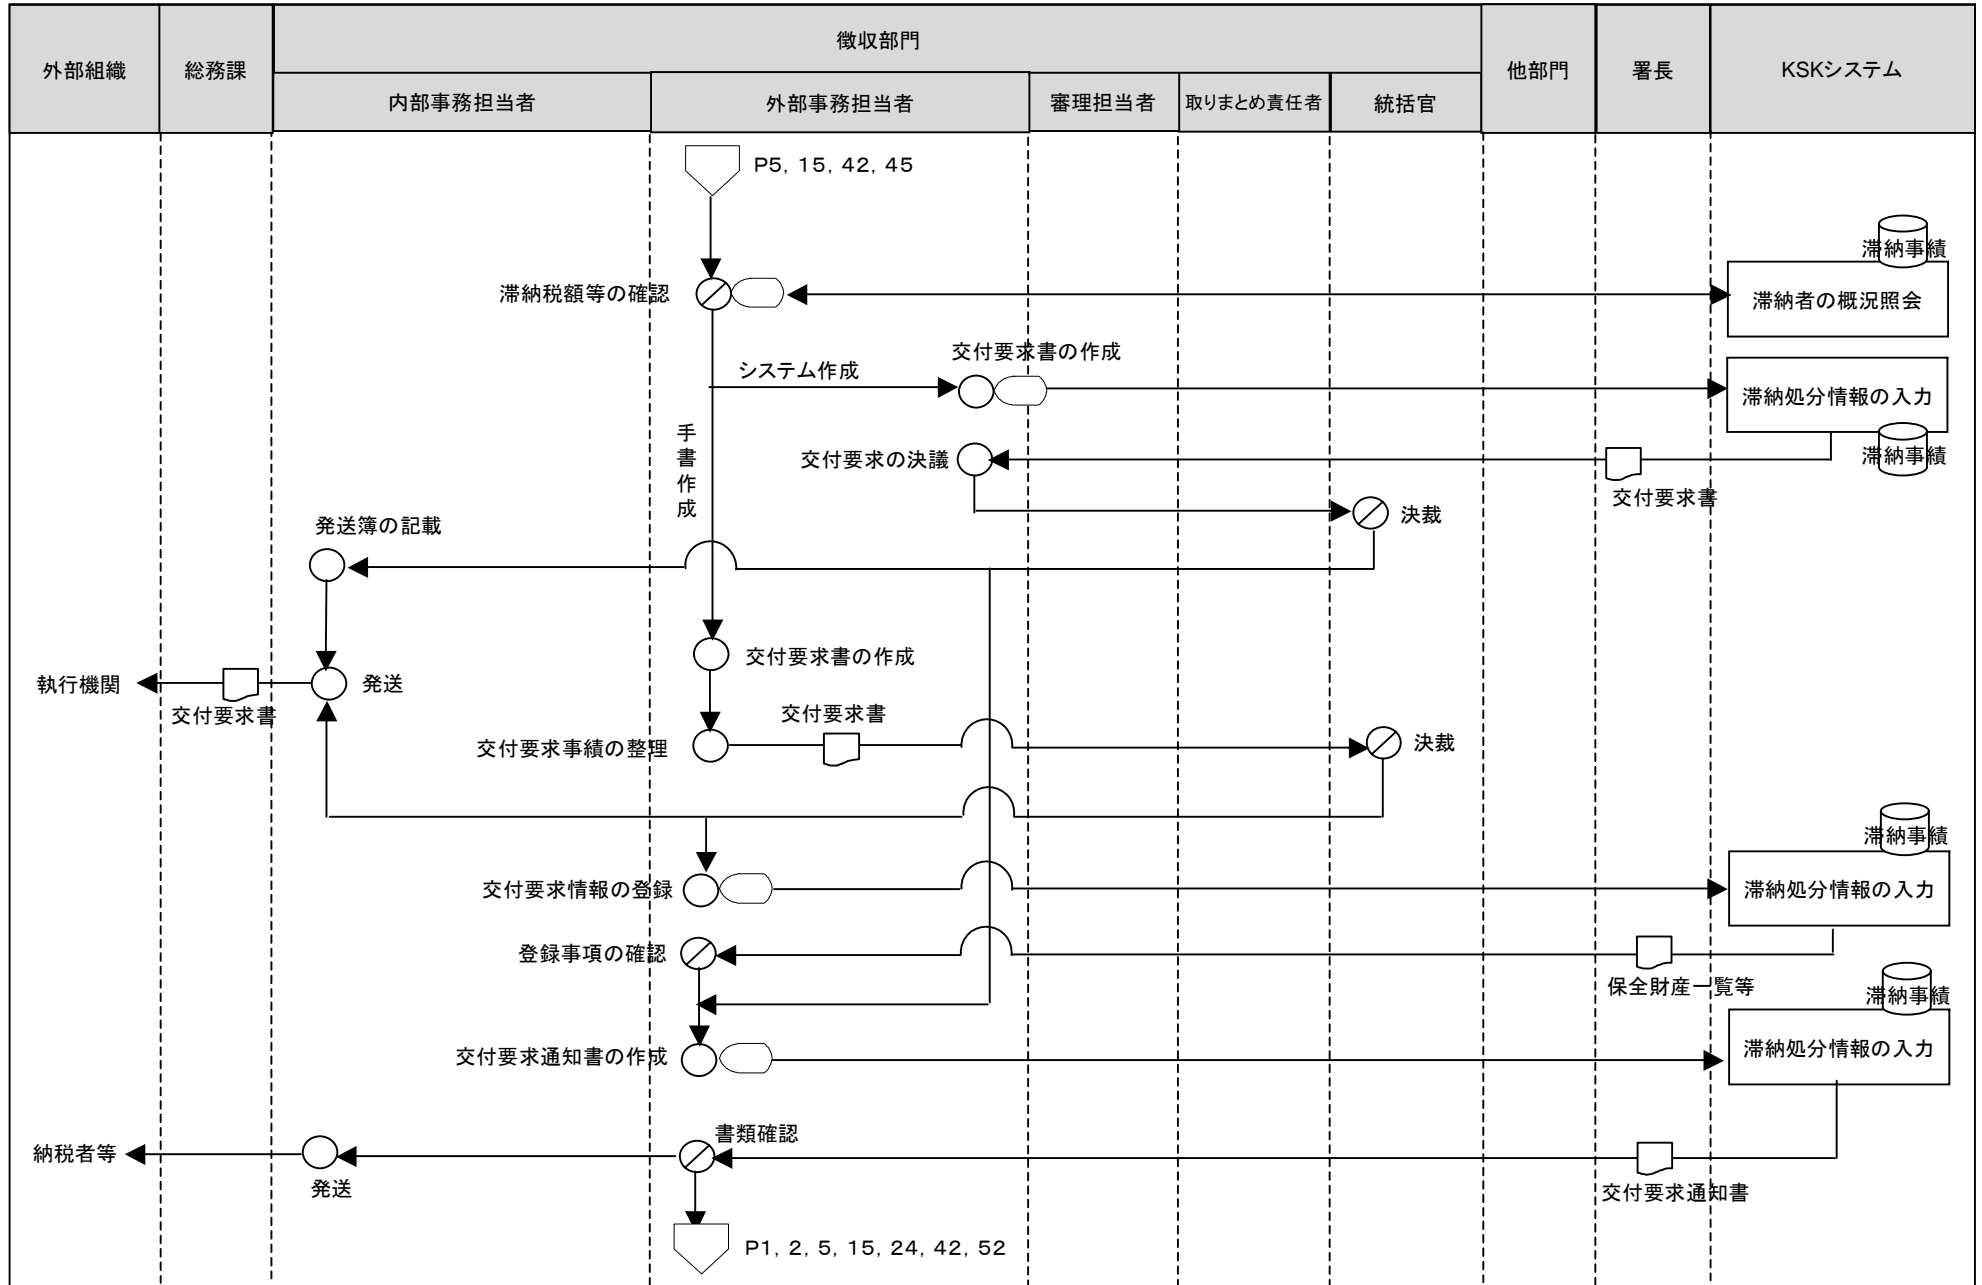 外部組織
総務課
徴収部門
内部事務担当者
外部事務担当者
審理担当者
取りまとめ責任者
統括官
他部門
署長
KSKシステム
P5, 15, 42, 45
滞納事績
滞納税額等の確認
滞納者の概況照会
交付要求書の作成
システム作成
滞納処分情報の入力
手書作成
交付要求の決議
滞納事績
交付要求書
決裁
発送簿の記載
交付要求書の作成
執行機関
発送
交付要求書
交付要求書
交付要求事績の整理
決裁
滞納事績
交付要求情報の登録
滞納処分情報の入力
登録事項の確認
保全財産一覧等
滞納事績
交付要求通知書の作成
滞納処分情報の入力
書類確認
納税者等
発送
交付要求通知書
P1, 2, 5, 15, 24, 42, 52